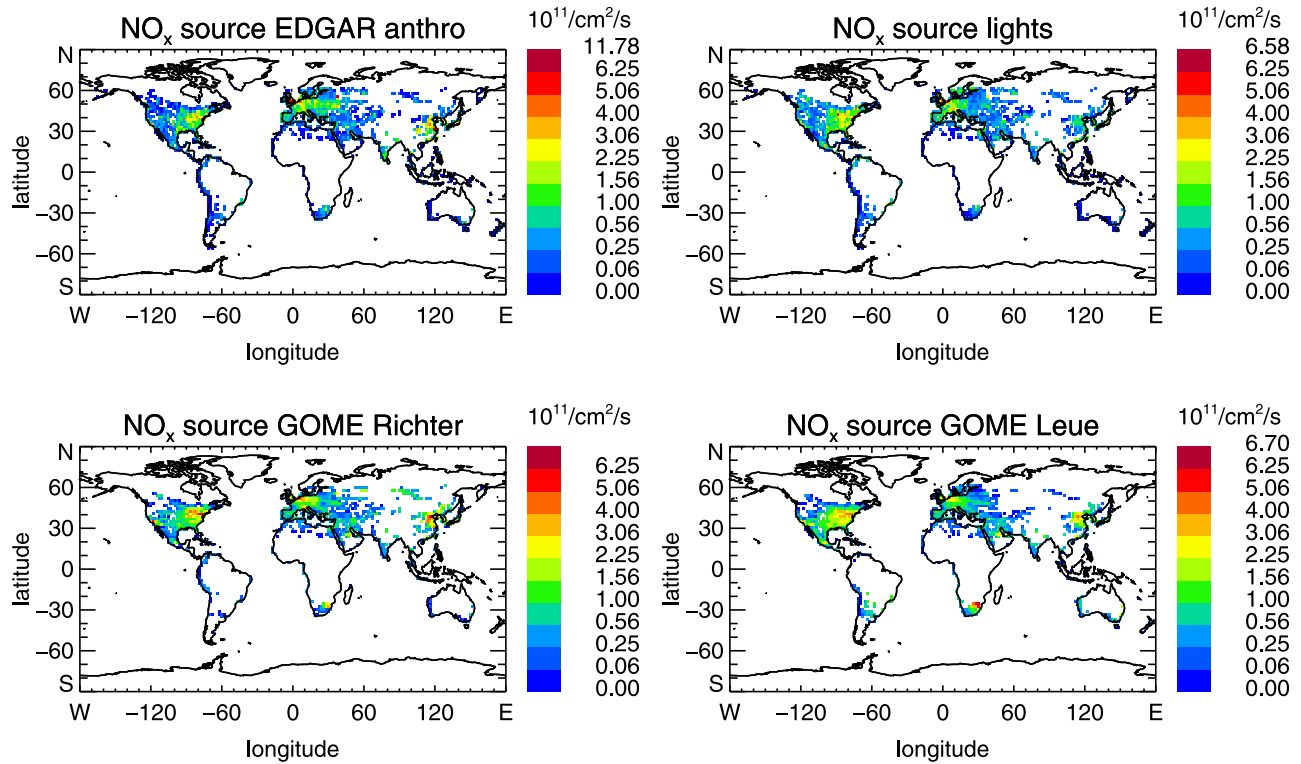 NOₓ source EDGAR anthro
10¹¹/cm²/s
11.78
6.25
5.06
4.00
3.06
2.25
1.56
1.00
0.56
0.25
0.06
0.00
latitude
N
60
30
0
−30
−60
S
W −120 −60 0 60 120 E
longitude
NOₓ source lights
10¹¹/cm²/s
6.58
6.25
5.06
4.00
3.06
2.25
1.56
1.00
0.56
0.25
0.06
0.00
latitude
N
60
30
0
−30
−60
S
W −120 −60 0 60 120 E
longitude
NOₓ source GOME Richter
10¹¹/cm²/s
6.25
5.06
4.00
3.06
2.25
1.56
1.00
0.56
0.25
0.06
0.00
latitude
N
60
30
0
−30
−60
S
W −120 −60 0 60 120 E
longitude
NOₓ source GOME Leue
10¹¹/cm²/s
6.70
6.25
5.06
4.00
3.06
2.25
1.56
1.00
0.56
0.25
0.06
0.00
latitude
N
60
30
0
−30
−60
S
W −120 −60 0 60 120 E
longitude